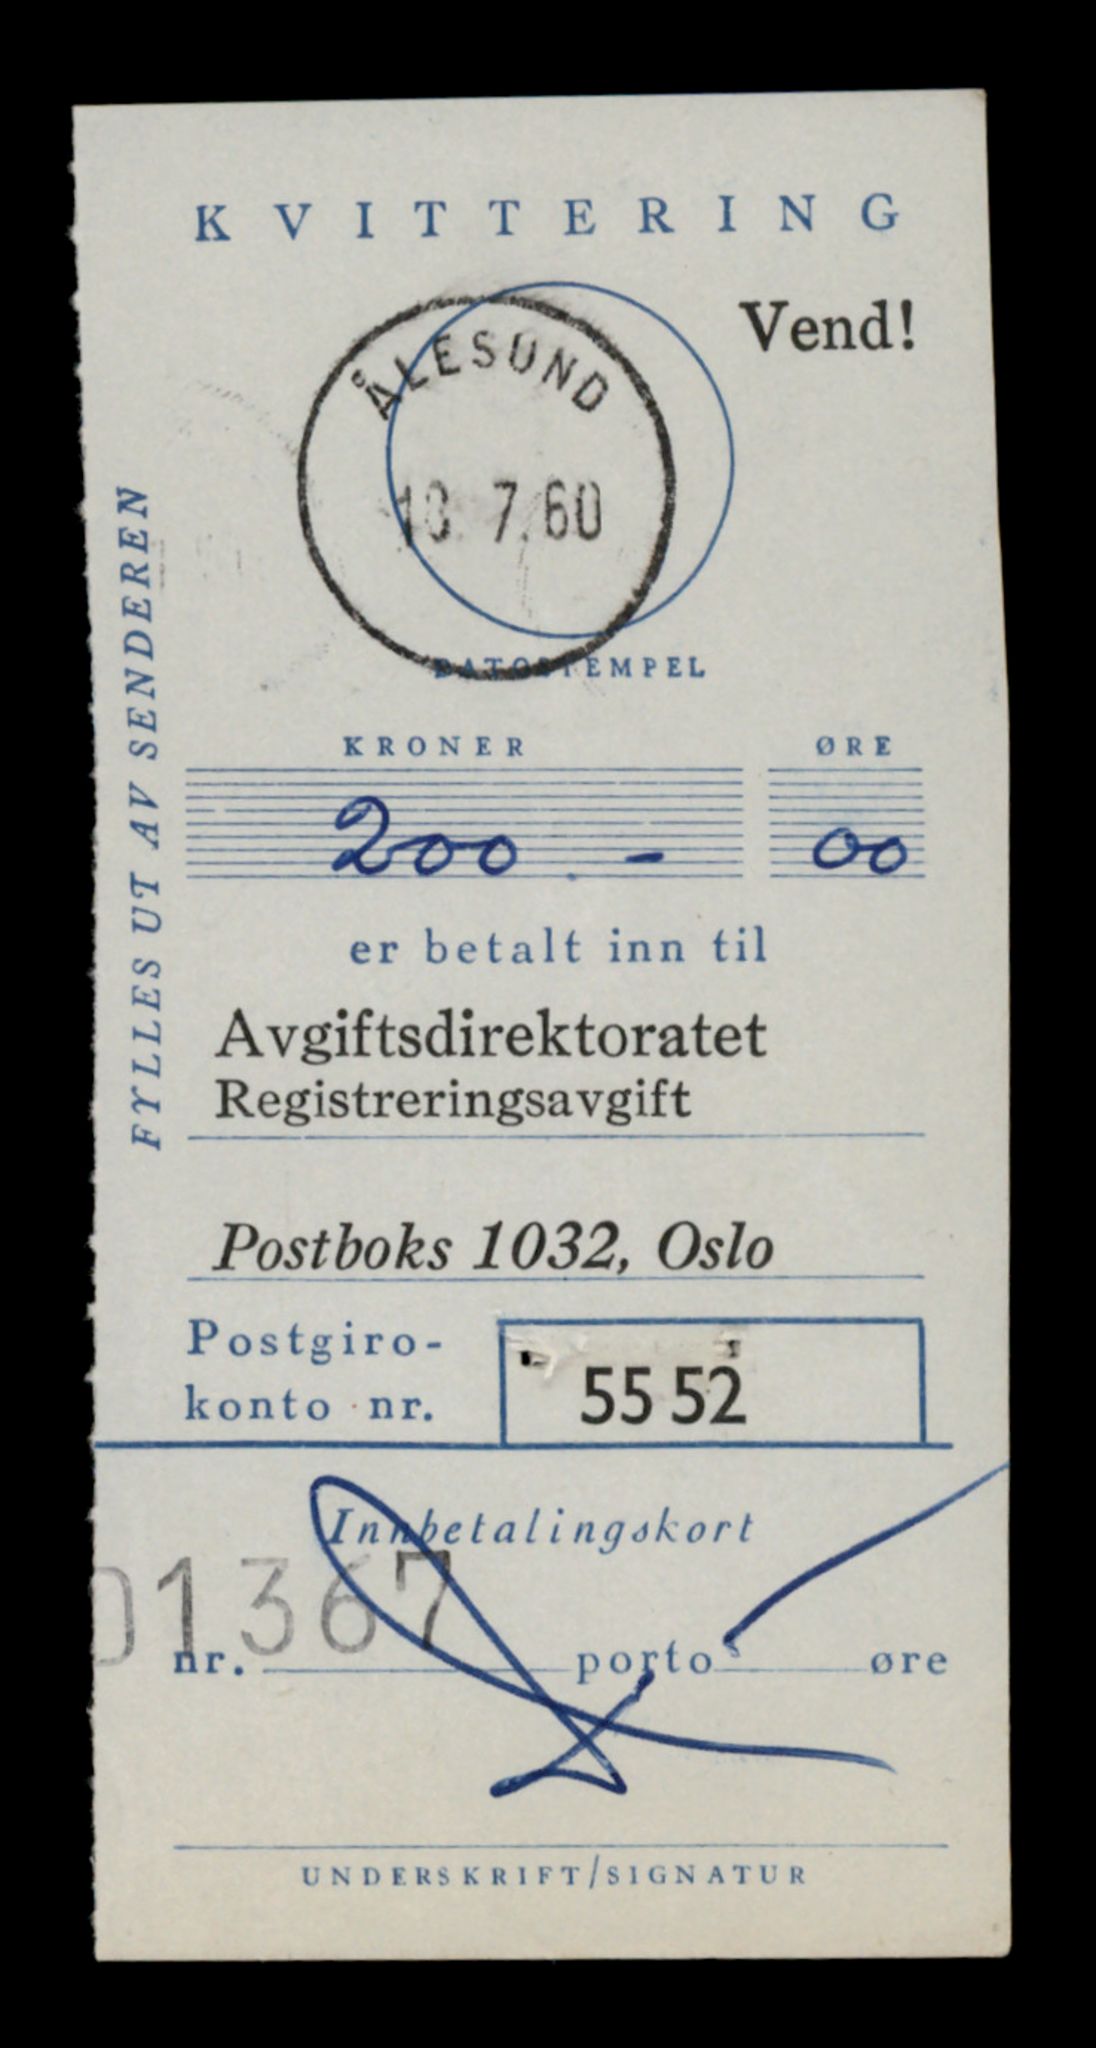 KVITTERING
Vend!
ÅLESUND
7.60
DATOSTEMPEL
FYLLES UT AV SENDEREN
KRONER ØRE
200 - 00
er betalt inn til
Avgiftsdirektoratet
Registreringsavgift
Postboks 1032, Oslo
Postgiro-
konto nr. 55 52
Innbetalingskort
01367
nr. porto øre
UNDERSKRIFT/SIGNATUR